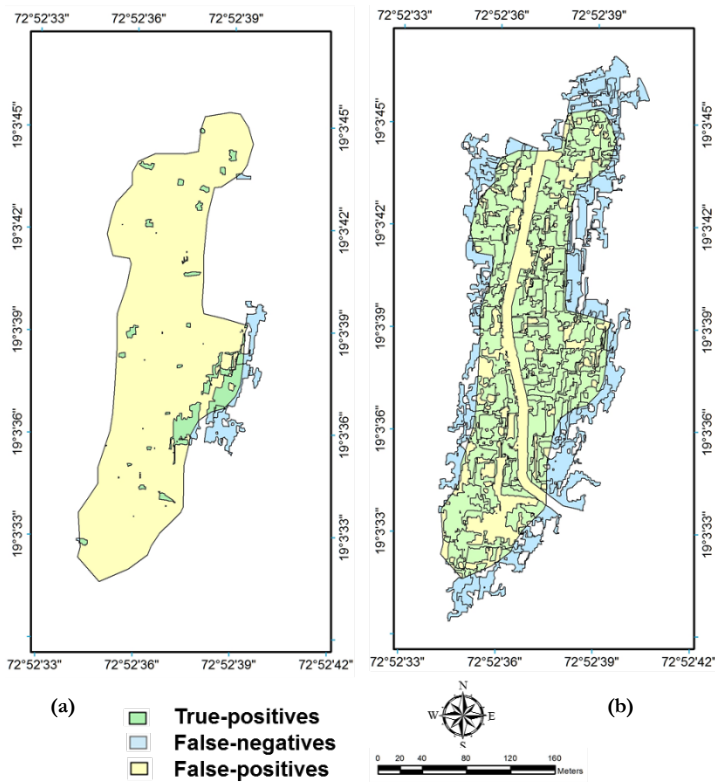 72°52'33" 72°52'36" 72°52'39"
72°52'33" 72°52'36" 72°52'39"
19°3'45" 19°3'45" 19°3'45" 19°3'45"
19°3'42" 19°3'42" 19°3'42" 19°3'42"
19°3'39" 19°3'39" 19°3'39" 19°3'39"
19°3'36" 19°3'36" 19°3'36" 19°3'36"
19°3'33" 19°3'33" 19°3'33" 19°3'33"
72°52'33" 72°52'36" 72°52'39" 72°52'42"
72°52'33" 72°52'36" 72°52'39" 72°52'42"
(a)
True-positives
False-negatives
False-positives
N
W E
S
(b)
0 20 40 80 120 160
Meters